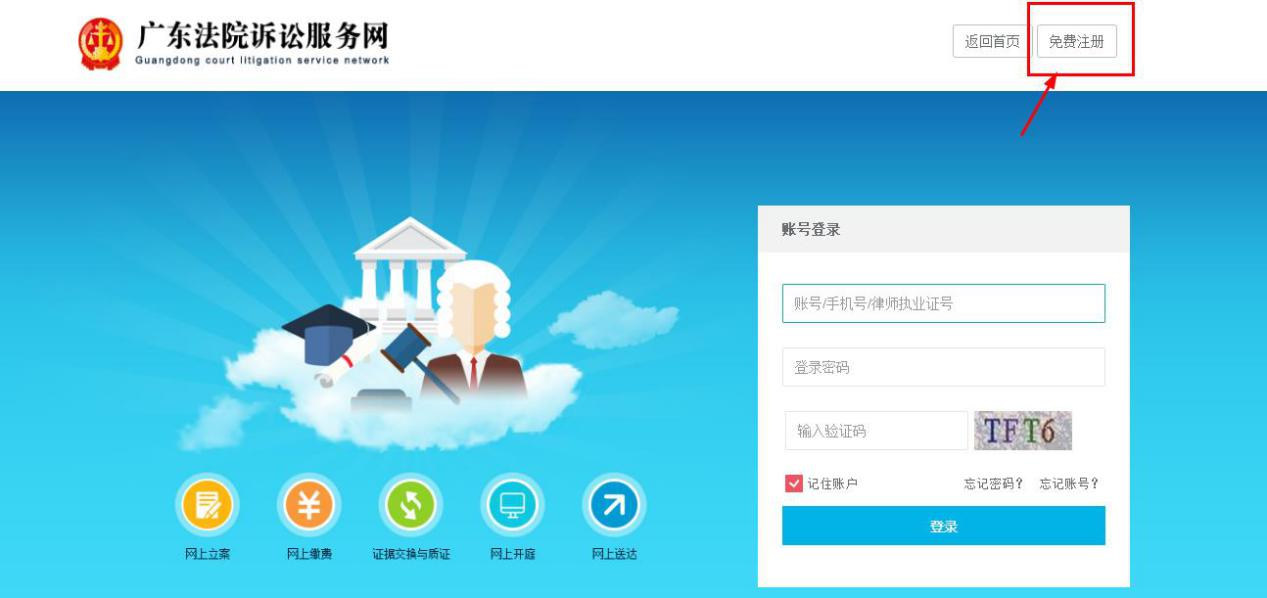 广东法院诉讼服务网
Guangdong court litigation service network
返回首页
免费注册
账号登录
账号/手机号/律师执业证号
登录密码
输入验证码
TFT6
记住账户
忘记密码?
忘记账号?
登录
网上立案
网上缴费
证据交换与质证
网上开庭
网上送达